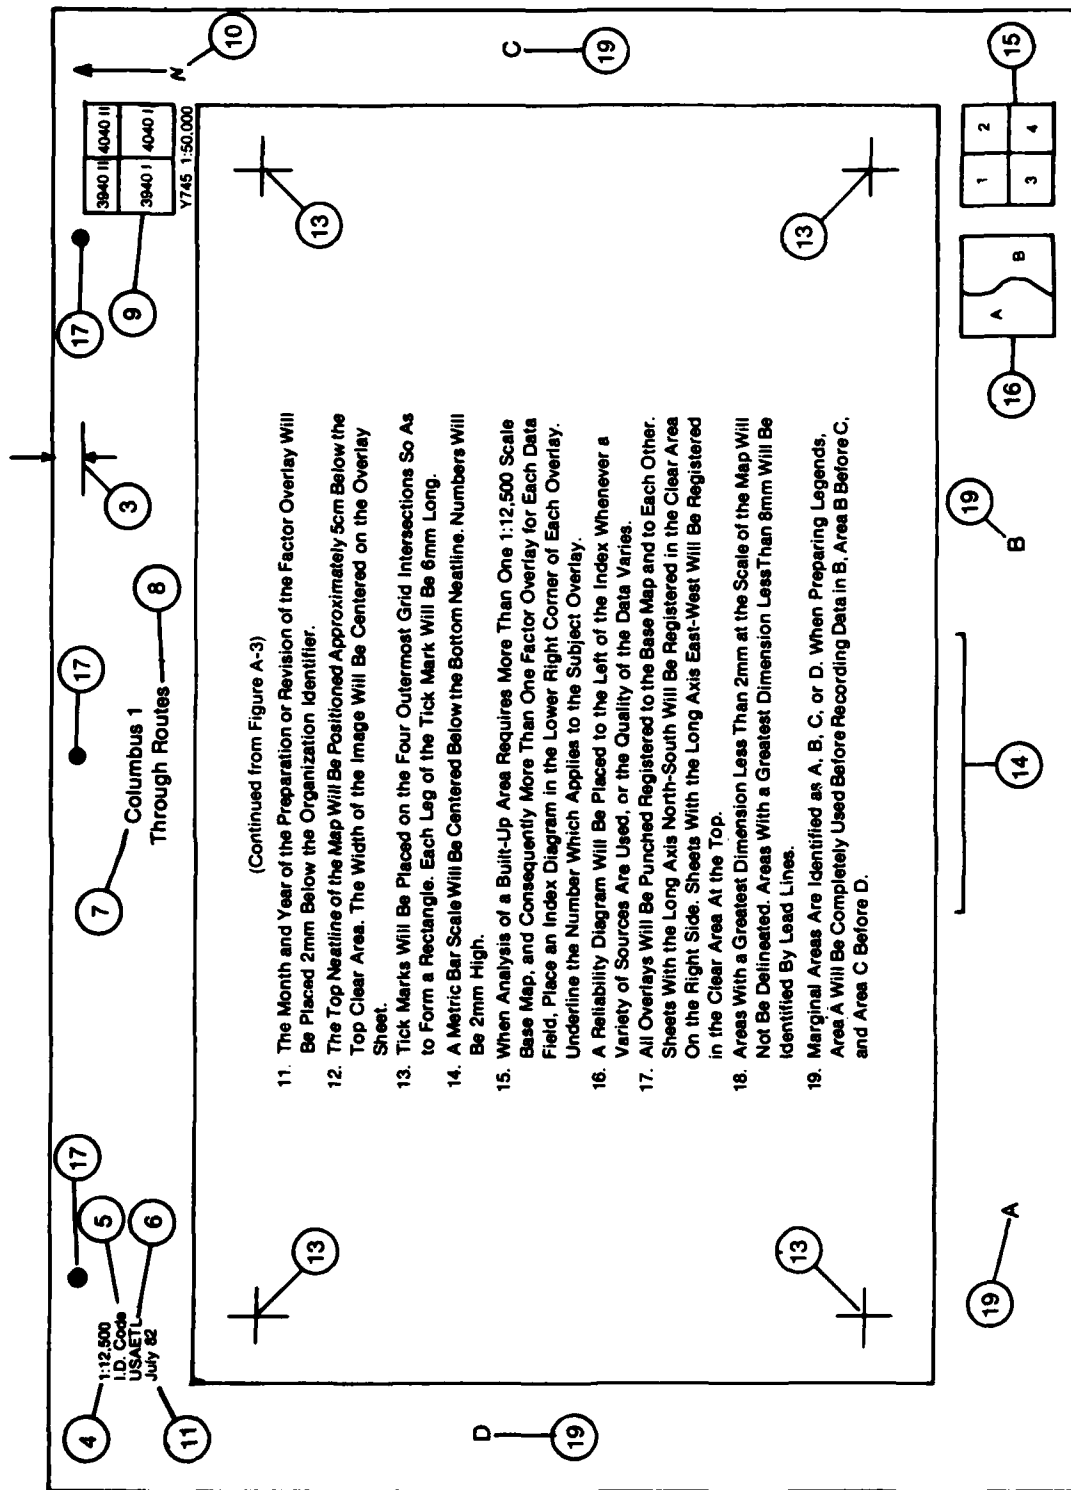 4
1:12,500
5
I.D. Code
USAETL
6
July 82
11
17
7
Columbus 1
Through Routes
8
17
3
17
9
3940 II 4040 II
3940 I 4040 I
Y745 1:50,000
10
N
13
13
(Continued from Figure A-3)
11. The Month and Year of the Preparation or Revision of the Factor Overlay Will
Be Placed 2mm Below the Organization Identifier.
12. The Top Neatline of the Map Will Be Positioned Approximately 5cm Below the
Top Clear Area. The Width of the Image Will Be Centered on the Overlay
Sheet.
13. Tick Marks Will Be Placed on the Four Outermost Grid Intersections So As
to Form a Rectangle. Each Leg of the Tick Mark Will Be 6mm Long.
14. A Metric Bar Scale Will Be Centered Below the Bottom Neatline. Numbers Will
Be 2mm High.
15. When Analysis of a Built-Up Area Requires More Than One 1:12,500 Scale
Base Map, and Consequently More Than One Factor Overlay for Each Data
Field, Place an Index Diagram in the Lower Right Corner of Each Overlay.
Underline the Number Which Applies to the Subject Overlay.
16. A Reliability Diagram Will Be Placed to the Left of the Index Whenever a
Variety of Sources Are Used, or the Quality of the Data Varies.
17. All Overlays Will Be Punched Registered to the Base Map and to Each Other.
Sheets With the Long Axis North-South Will Be Registered in the Clear Area
On the Right Side. Sheets With the Long Axis East-West Will Be Registered
in the Clear Area At the Top.
18. Areas With a Greatest Dimension Less Than 2mm at the Scale of the Map Will
Not Be Delineated. Areas With a Greatest Dimension Less Than 8mm Will Be
Identified By Lead Lines.
19. Marginal Areas Are Identified as A, B, C, or D. When Preparing Legends,
Area A Will Be Completely Used Before Recording Data in B, Area B Before C,
and Area C Before D.
D
19
C
19
13
13
19
A
14
19
B
16
A B
1 2
3 4
15